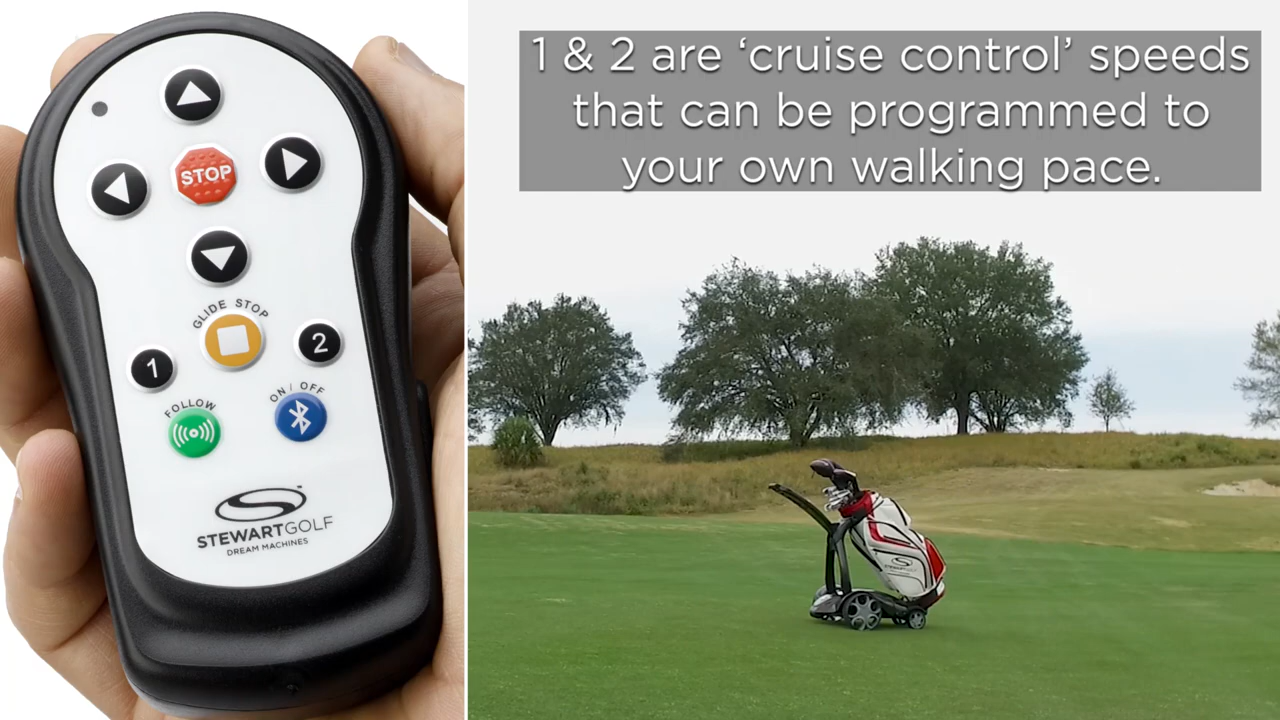 STOP
GLIDE STOP
1
2
FOLLOW
ON / OFF
STEWARTGOLF
DREAM MACHINES
1 & 2 are ‘cruise control’ speeds
that can be programmed to
your own walking pace.
STEWARTGOLF